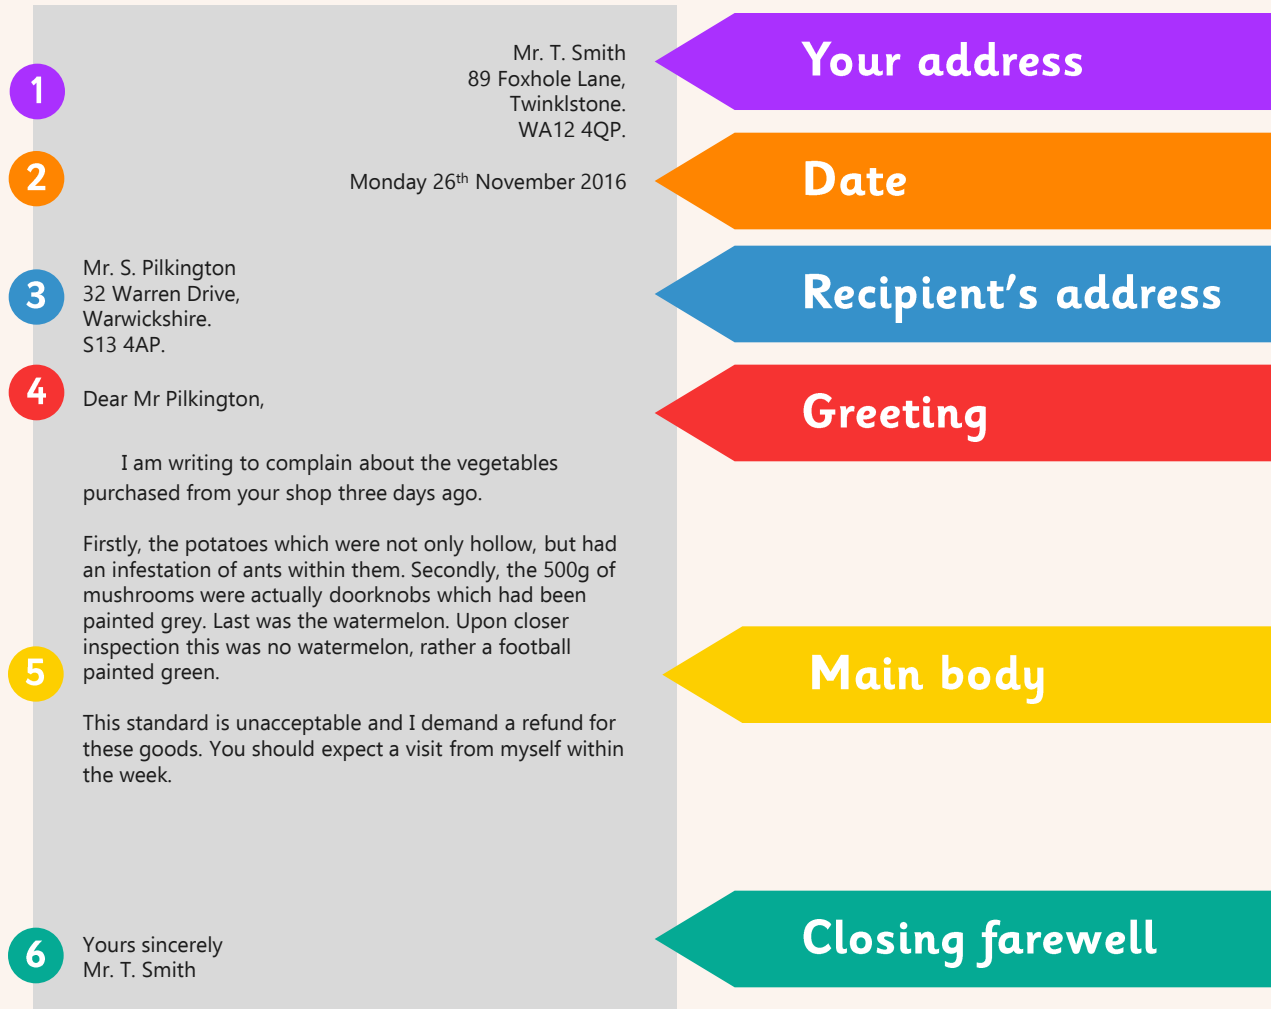 1
Mr. T. Smith
89 Foxhole Lane,
Twinklstone.
WA12 4QP.
Your address
2
Monday 26th November 2016
Date
3
Mr. S. Pilkington
32 Warren Drive,
Warwickshire.
S13 4AP.
Recipient's address
4
Dear Mr Pilkington,
Greeting
I am writing to complain about the vegetables
purchased from your shop three days ago.
Firstly, the potatoes which were not only hollow, but had
an infestation of ants within them. Secondly, the 500g of
mushrooms were actually doorknobs which had been
painted grey. Last was the watermelon. Upon closer
inspection this was no watermelon, rather a football
painted green.
5
Main body
This standard is unacceptable and I demand a refund for
these goods. You should expect a visit from myself within
the week.
6
Yours sincerely
Mr. T. Smith
Closing farewell